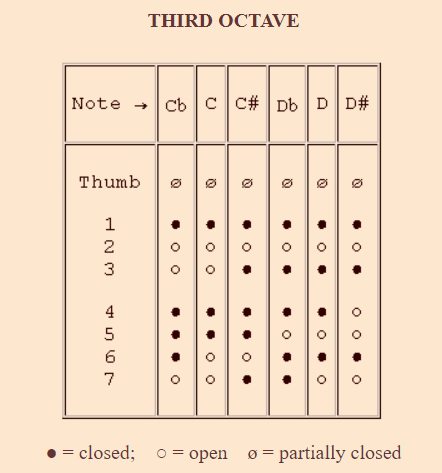 THIRD OCTAVE
Note → Cb C C# Db D D#
Thumb ø ø ø ø ø ø
1 ● ● ● ● ● ●
2 ○ ○ ○ ○ ○ ○
3 ○ ○ ● ● ● ●
4 ● ● ● ● ● ○
5 ● ● ● ○ ○ ○
6 ● ○ ○ ● ● ●
7 ○ ○ ● ● ○ ○
● = closed; ○ = open ø = partially closed